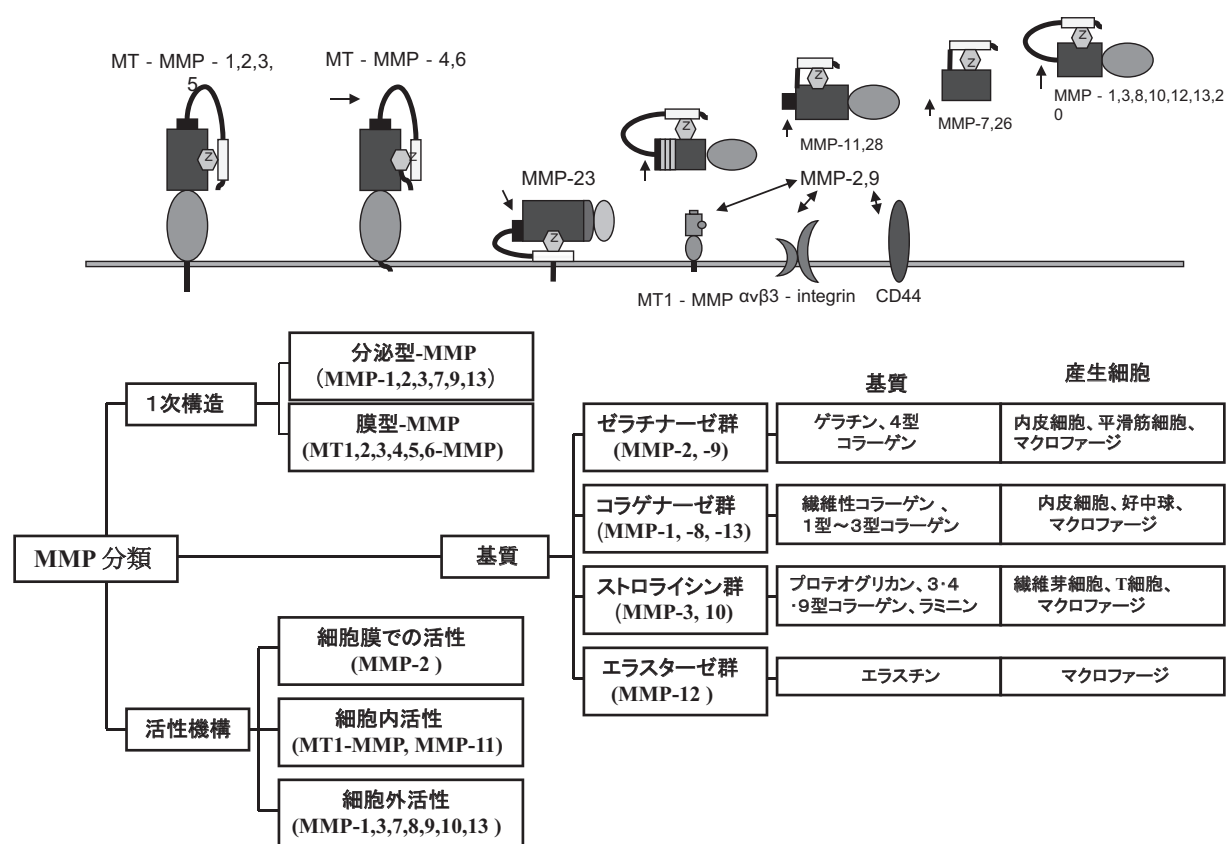 MT - MMP - 1,2,3,
5
MT - MMP - 4,6
Z
Z
MMP-23
Z
Z
Z
MMP-11,28
Z
MMP-7,26
Z
MMP - 1,3,8,10,12,13,2
0
MMP-2,9
MT1 - MMP
αvβ3 - integrin
CD44
MMP 分類
1次構造
分泌型-MMP
(MMP-1,2,3,7,9,13)
膜型-MMP
(MT1,2,3,4,5,6-MMP)
基質
基質
産生細胞
ゼラチナーゼ群
(MMP-2, -9)
ゲラチン、4型
コラーゲン
内皮細胞、平滑筋細胞、
マクロファージ
コラゲナーゼ群
(MMP-1, -8, -13)
繊維性コラーゲン 、
1型～3型コラーゲン
内皮細胞、好中球、
マクロファージ
ストロライシン群
(MMP-3, 10)
プロテオグリカン、3・4
・9型コラーゲン、ラミニン
繊維芽細胞、T細胞、
マクロファージ
エラスターゼ群
(MMP-12 )
エラスチン
マクロファージ
活性機構
細胞膜での活性
(MMP-2 )
細胞内活性
(MT1-MMP, MMP-11)
細胞外活性
(MMP-1,3,7,8,9,10,13 )